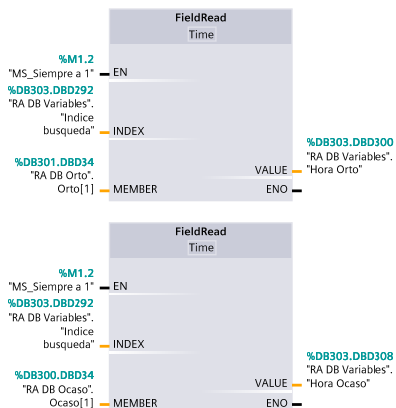 FieldRead
Time
%M1.2
"MS_Siempre a 1"
EN
%DB303.DBD292
"RA DB Variables".
"Indice
busqueda"
INDEX
%DB301.DBD34
"RA DB Orto".
Orto[1]
MEMBER
%DB303.DBD300
"RA DB Variables".
"Hora Orto"
VALUE
ENO
FieldRead
Time
%M1.2
"MS_Siempre a 1"
EN
%DB303.DBD292
"RA DB Variables".
"Indice
busqueda"
INDEX
%DB300.DBD34
"RA DB Ocaso".
Ocaso[1]
MEMBER
%DB303.DBD308
"RA DB Variables".
"Hora Ocaso"
VALUE
ENO